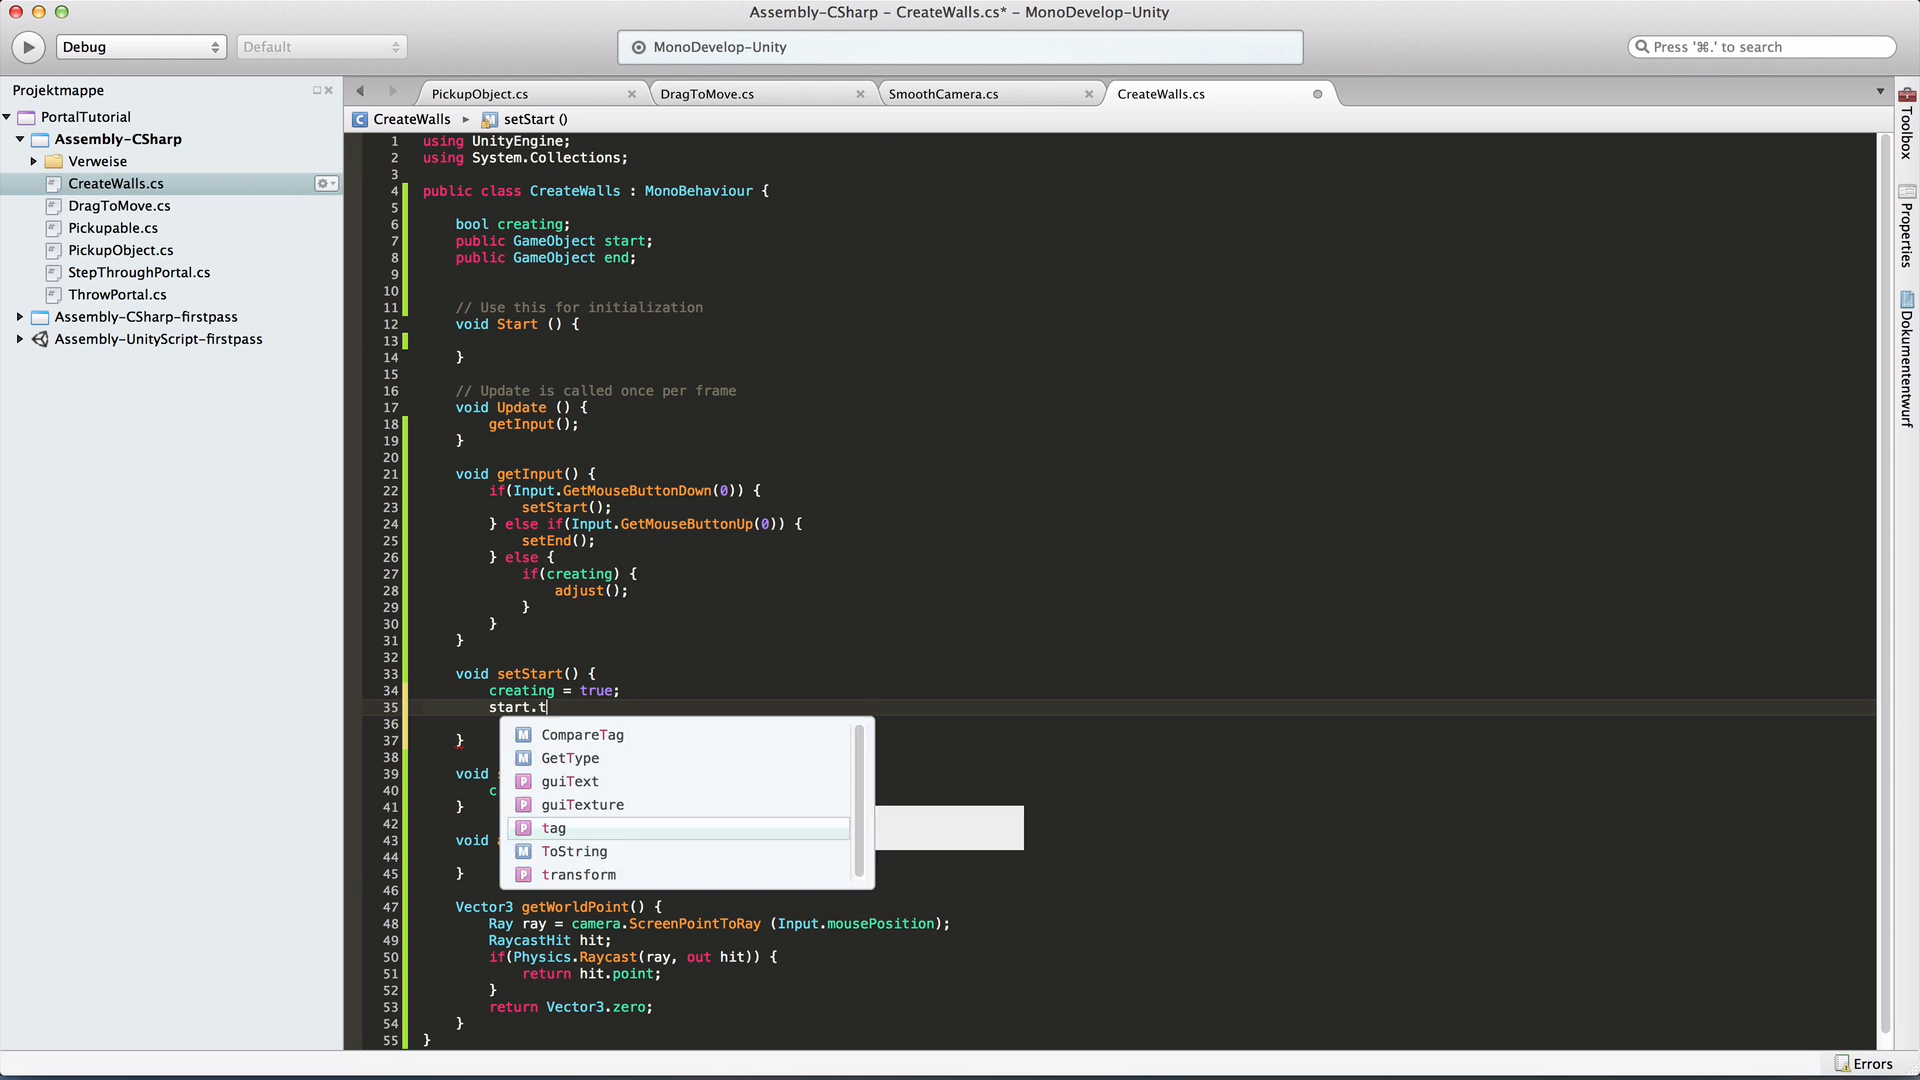 Assembly-CSharp – CreateWalls.cs* – MonoDevelop-Unity
Debug
Default
MonoDevelop-Unity
Press '⌘.' to search
Projektmappe
PortalTutorial
Assembly-CSharp
Verweise
CreateWalls.cs
DragToMove.cs
Pickupable.cs
PickupObject.cs
StepThroughPortal.cs
ThrowPortal.cs
Assembly-CSharp-firstpass
Assembly-UnityScript-firstpass
PickupObject.cs
DragToMove.cs
SmoothCamera.cs
CreateWalls.cs
C CreateWalls ▸ M setStart ()
1 using UnityEngine;
2 using System.Collections;
3
4 public class CreateWalls : MonoBehaviour {
5
6     bool creating;
7     public GameObject start;
8     public GameObject end;
9
10
11     // Use this for initialization
12     void Start () {
13
14     }
15
16     // Update is called once per frame
17     void Update () {
18         getInput();
19     }
20
21     void getInput() {
22         if(Input.GetMouseButtonDown(0)) {
23             setStart();
24         } else if(Input.GetMouseButtonUp(0)) {
25             setEnd();
26         } else {
27             if(creating) {
28                 adjust();
29             }
30         }
31     }
32
33     void setStart() {
34         creating = true;
35         start.t
36
37     }
38
39     void
40         c
41     }
42
43     void
44
45     }
46
47     Vector3 getWorldPoint() {
48         Ray ray = camera.ScreenPointToRay (Input.mousePosition);
49         RaycastHit hit;
50         if(Physics.Raycast(ray, out hit)) {
51             return hit.point;
52         }
53         return Vector3.zero;
54     }
55 }
M CompareTag
M GetType
P guiText
P guiTexture
P tag
M ToString
P transform
Toolbox
Properties
Dokumententwurf
Errors